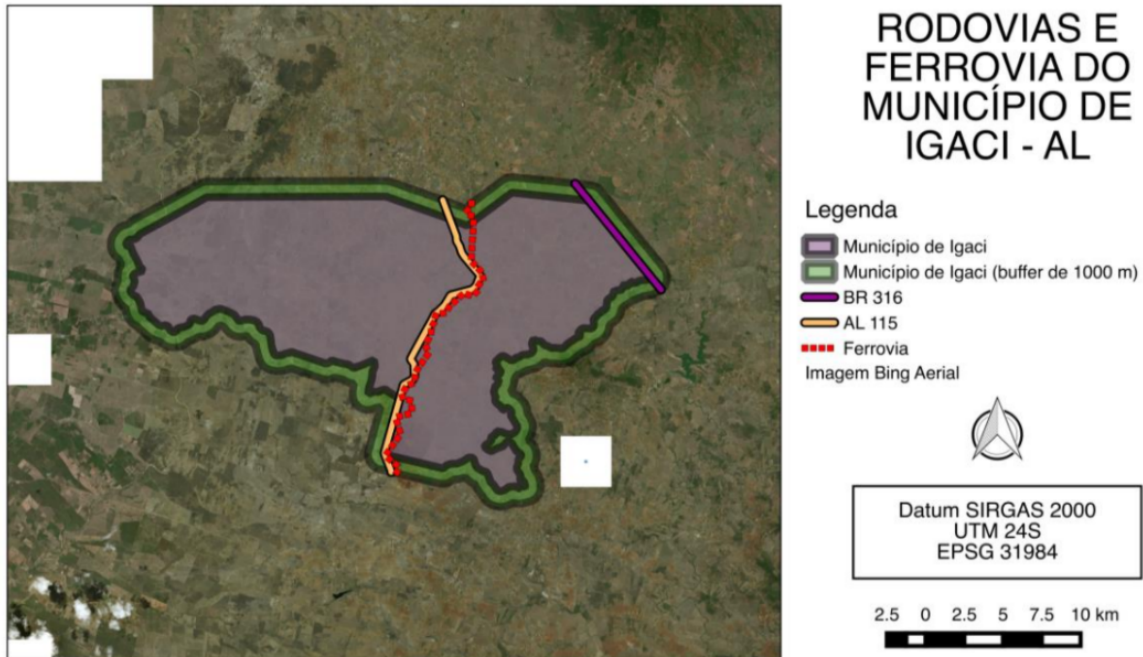 RODOVIAS E
FERROVIA DO
MUNICÍPIO DE
IGACI - AL
Legenda
Município de Igaci
Município de Igaci (buffer de 1000 m)
BR 316
AL 115
Ferrovia
Imagem Bing Aerial
Datum SIRGAS 2000
UTM 24S
EPSG 31984
2.5 0 2.5 5 7.5 10 km